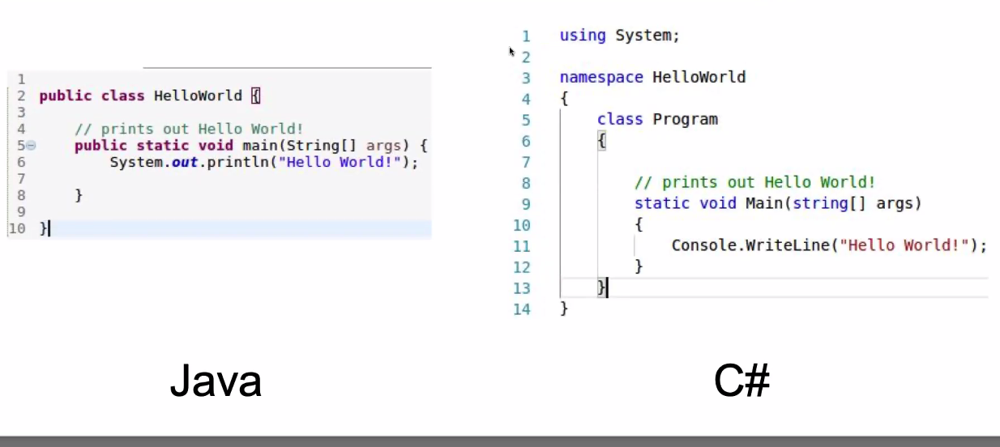 1
2 public class HelloWorld {
3
4 // prints out Hello World!
5 public static void main(String[] args) {
6 System.out.println("Hello World!");
7
8 }
9
10 }
Java
1 using System;
2
3 namespace HelloWorld
4 {
5 class Program
6 {
7
8 // prints out Hello World!
9 static void Main(string[] args)
10 {
11 Console.WriteLine("Hello World!");
12 }
13 }
14 }
C#